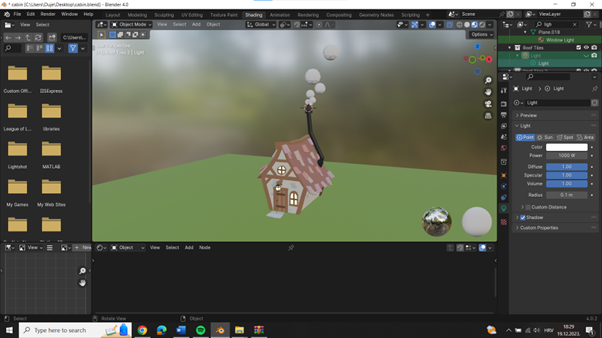 * cabin [C:\Users\Duje\Desktop\cabin.blend] - Blender 4.0
File Edit Render Window Help
Layout Modeling Sculpting UV Editing Texture Paint Shading Animation Rendering Compositing Geometry Nodes Scripting
Scene
ViewLayer
View Select
Object Mode
View Select Add Object
Global
Options
C:\Users\...
Custom Offi...
IISExpress
League of L...
libraries
Lightshot
MATLAB
My Games
My Web Sites
Plane.018
Window Light
Roof Tiles
Light
Light
Light
Light
Light
Preview
Light
Point Sun Spot Area
Color
Power 1000 W
Diffuse 1.00
Specular 1.00
Volume 1.00
Radius 0.1 m
Custom Distance
Shadow
Custom Properties
View
New
Object View Select Add Node
Select
Rotate View
Object
4.0.2
Type here to search
HRV
18:29
19.12.2023.